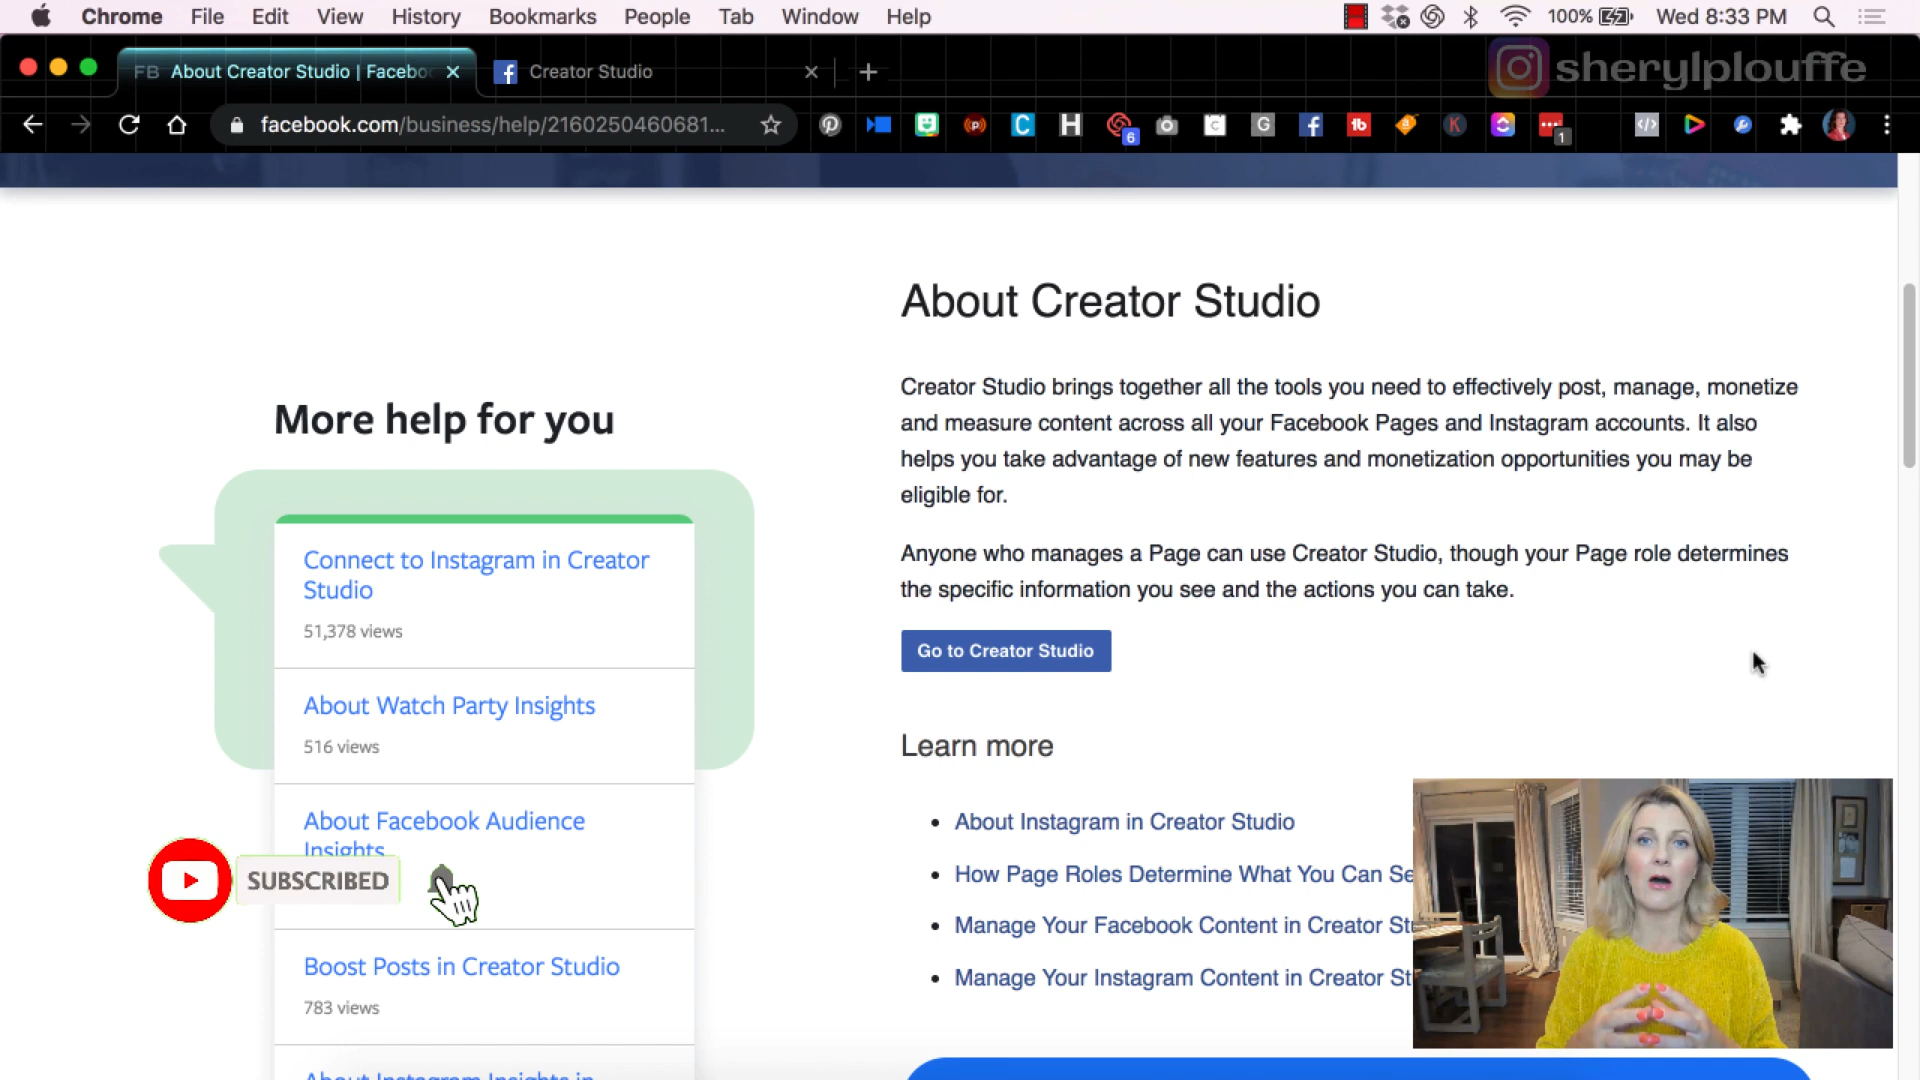 Chrome File Edit View History Bookmarks People Tab Window Help 100% Wed 8:33 PM
FB About Creator Studio | Facebo
Creator Studio
sherylplouffe
facebook.com/business/help/2160250460681...
6
1
About Creator Studio
Creator Studio brings together all the tools you need to effectively post, manage, monetize
and measure content across all your Facebook Pages and Instagram accounts. It also
helps you take advantage of new features and monetization opportunities you may be
eligible for.
Anyone who manages a Page can use Creator Studio, though your Page role determines
the specific information you see and the actions you can take.
Go to Creator Studio
Learn more
About Instagram in Creator Studio
How Page Roles Determine What You Can Se
Manage Your Facebook Content in Creator St
Manage Your Instagram Content in Creator St
More help for you
Connect to Instagram in Creator
Studio
51,378 views
About Watch Party Insights
516 views
About Facebook Audience
Insights
SUBSCRIBED
Boost Posts in Creator Studio
783 views
About Instagram Insights in